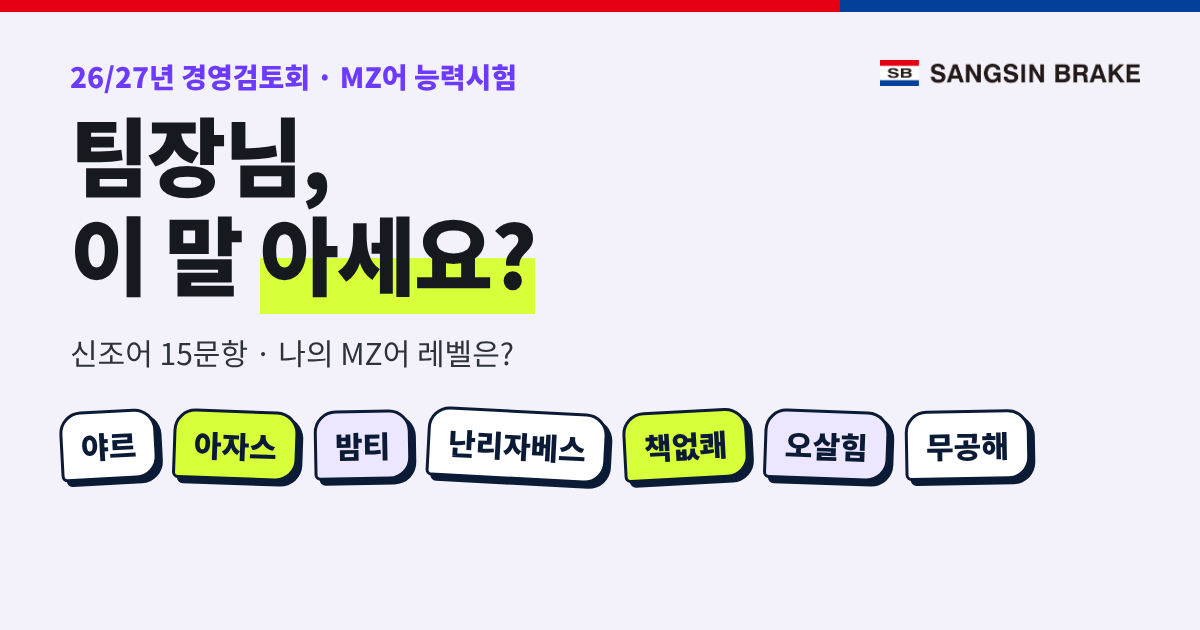 26/27년 경영검토회 · MZ어 능력시험
SB SANGSIN BRAKE
팀장님,
이 말 아세요?
신조어 15문항 · 나의 MZ어 레벨은?
야르 아자스 밤티 난리자베스 책없쾌 오살힘 무공해